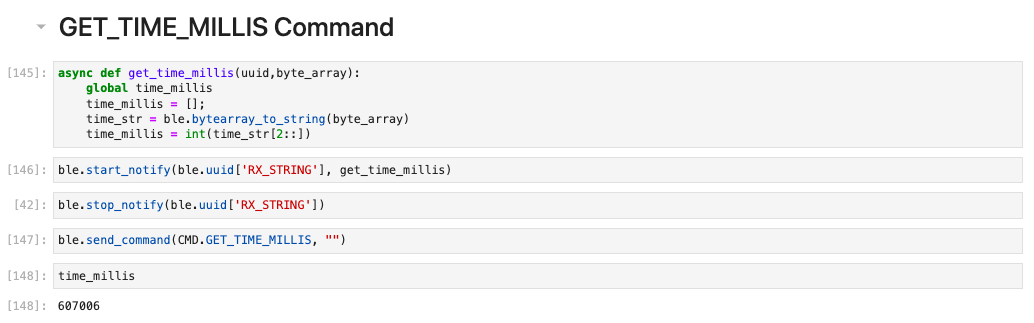 GET_TIME_MILLIS Command
[145]: async def get_time_millis(uuid,byte_array):
    global time_millis
    time_millis = [];
    time_str = ble.bytearray_to_string(byte_array)
    time_millis = int(time_str[2::])
[146]: ble.start_notify(ble.uuid['RX_STRING'], get_time_millis)
[42]: ble.stop_notify(ble.uuid['RX_STRING'])
[147]: ble.send_command(CMD.GET_TIME_MILLIS, "")
[148]: time_millis
[148]: 607006